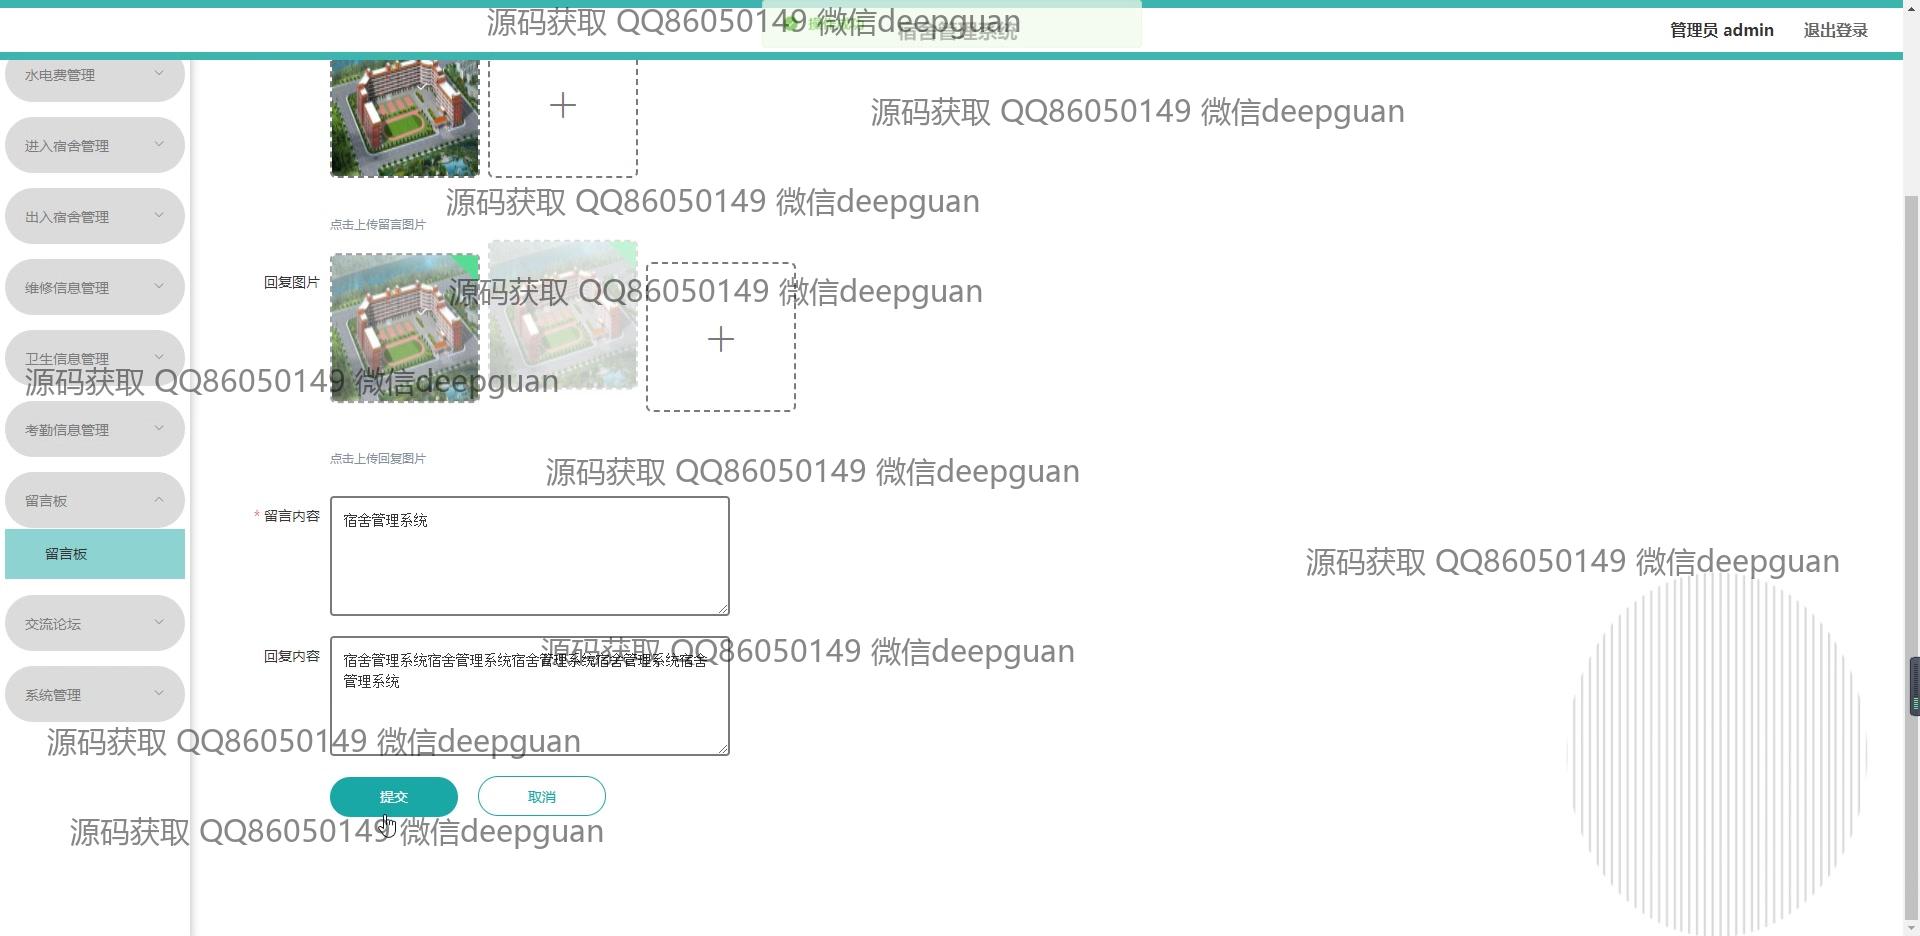 源码获取 QQ86050149 微信deepguan
宿舍管理系统
管理员 admin
退出登录
水电费管理
源码获取 QQ86050149 微信deepguan
进入宿舍管理
源码获取 QQ86050149 微信deepguan
出入宿舍管理
点击上传留言图片
回复图片
维修信息管理
源码获取 QQ86050149 微信deepguan
卫生信息管理
源码获取 QQ86050149 微信deepguan
考勤信息管理
点击上传回复图片
源码获取 QQ86050149 微信deepguan
留言板
* 留言内容
宿舍管理系统
留言板
源码获取 QQ86050149 微信deepguan
交流论坛
回复内容
源码获取 QQ86050149 微信deepguan
宿舍管理系统宿舍管理系统宿舍管理系统宿舍管理系统宿舍
管理系统
系统管理
源码获取 QQ86050149 微信deepguan
提交
取消
源码获取 QQ86050149 微信deepguan